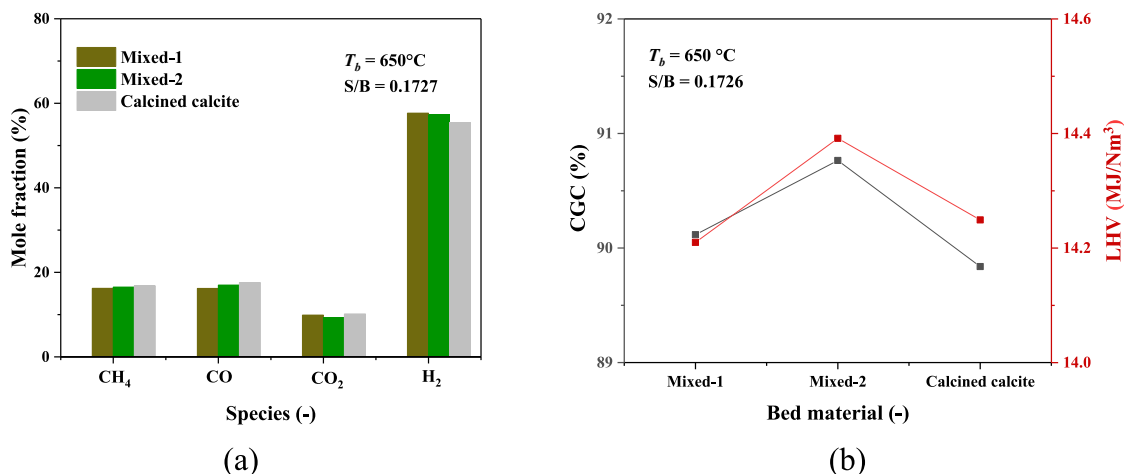 80
60
40
20
0
Mole fraction (%)
Mixed-1
Mixed-2
Calcined calcite
T_b = 650°C
S/B = 0.1727
CH₄ CO CO₂ H₂
Species (-)
(a)
92
91
90
89
CGC (%)
T_b = 650 °C
S/B = 0.1726
14.6
14.4
14.2
14.0
LHV (MJ/Nm³)
Mixed-1 Mixed-2 Calcined calcite
Bed material (-)
(b)